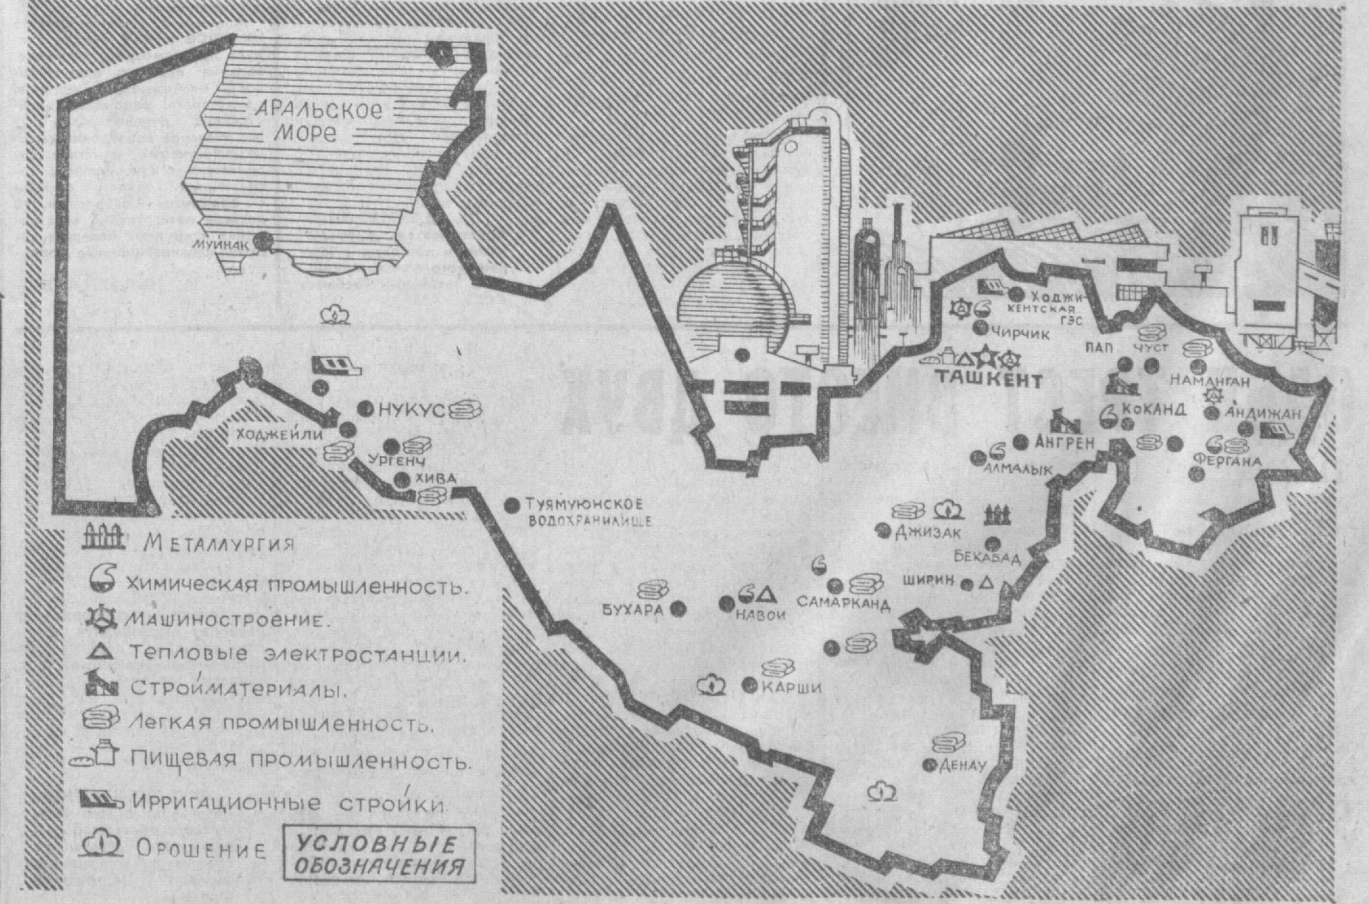 АРАЛЬСКОЕ
МОРЕ
МУЙНАК
ХОДЖИ-
КЕНТСКАЯ
ГЭС
ЧИРЧИК
ТАШКЕНТ
ПАП
ЧУСТ
НАМАНГАН
КОКАНД
АНДИЖАН
ФЕРГАНА
АНГРЕН
АЛМАЛЫК
НУКУС
ХОДЖЕЙЛИ
УРГЕНЧ
ХИВА
ТУЯМУЮНСКОЕ
ВОДОХРАНИЛИЩЕ
ДЖИЗАК
БЕКАБАД
ШИРИН
БУХАРА
НАВОИ
САМАРКАНД
КАРШИ
ДЕНАУ
МЕТАЛЛУРГИЯ
ХИМИЧЕСКАЯ ПРОМЫШЛЕННОСТЬ.
МАШИНОСТРОЕНИЕ.
ТЕПЛОВЫЕ ЭЛЕКТРОСТАНЦИИ.
СТРОЙМАТЕРИАЛЫ.
ЛЕГКАЯ ПРОМЫШЛЕННОСТЬ.
ПИЩЕВАЯ ПРОМЫШЛЕННОСТЬ.
ИРРИГАЦИОННЫЕ СТРОЙКИ
ОРОШЕНИЕ
УСЛОВНЫЕ
ОБОЗНАЧЕНИЯ